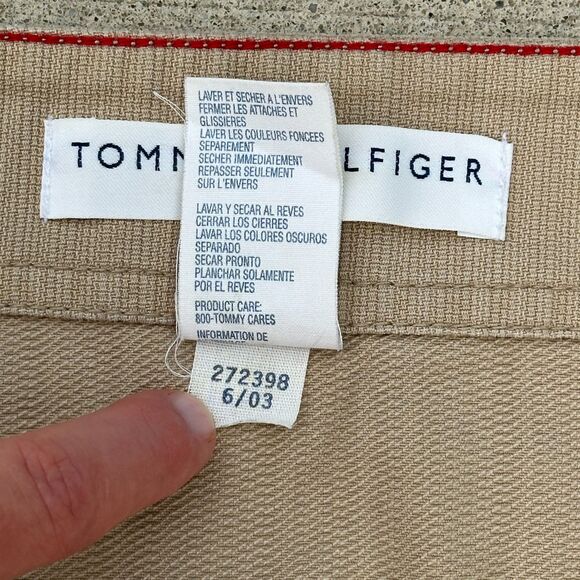 TOMM LFIGER
LAVER ET SECHER A L'ENVERS
FERMER LES ATTACHES ET
GLISSIERES
LAVER LES COULEURS FONCEES
SEPAREMENT
SECHER IMMEDIATEMENT
REPASSER SEULEMENT
SUR L'ENVERS
LAVAR Y SECAR AL REVES
CERRAR LOS CIERRES
LAVAR LOS COLORES OSCUROS
SEPARADO
SECAR PRONTO
PLANCHAR SOLAMENTE
POR EL REVES
PRODUCT CARE:
800-TOMMY CARES
INFORMATION DE
272398
6/03